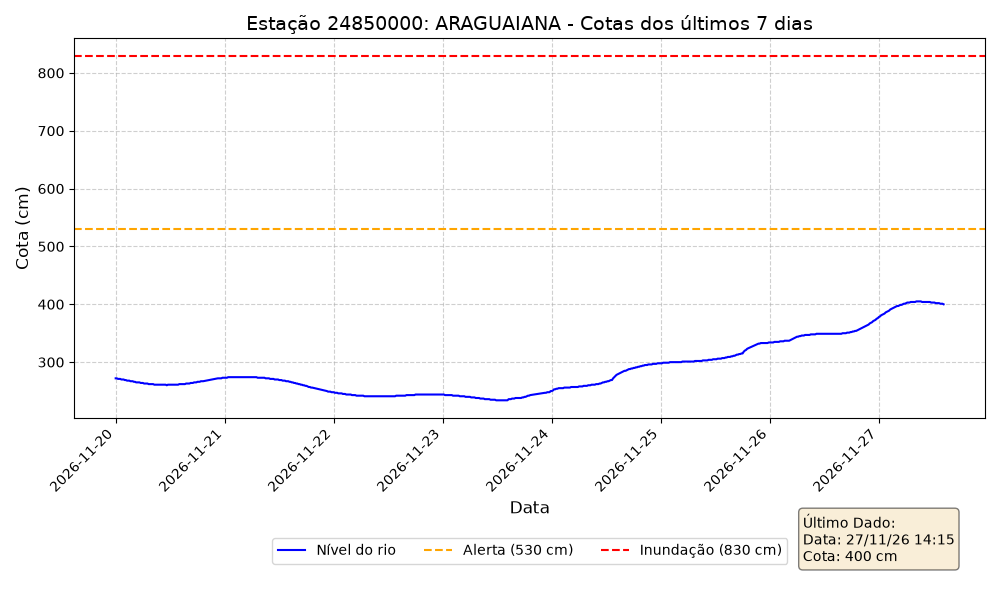 Estação 24850000: ARAGUAIANA - Cotas dos últimos 7 dias
Cota (cm)
800
700
600
500
400
300
2026-11-20
2026-11-21
2026-11-22
2026-11-23
2026-11-24
2026-11-25
2026-11-26
2026-11-27
Data
Nível do rio
Alerta (530 cm)
Inundação (830 cm)
Último Dado:
Data: 27/11/26 14:15
Cota: 400 cm